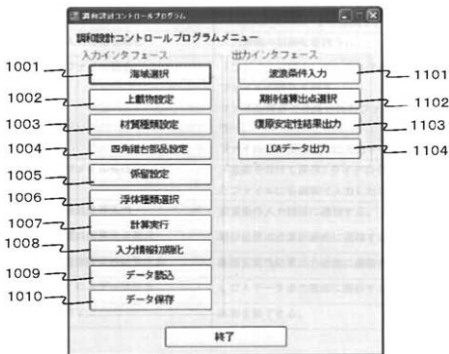 調和設計コントロールプログラム
調和設計コントロールプログラムメニュー
入力インタフェース
出力インタフェース
1001
海域選択
1002
上載物設定
1003
材質種類設定
1004
四角錐台部品設定
1005
係留設定
1006
浮体種類選択
1007
計算実行
1008
入力情報初期化
1009
データ読込
1010
データ保存
波浪条件入力
1101
期待値算出点選択
1102
復原安定性結果出力
1103
LCAデータ出力
1104
終了